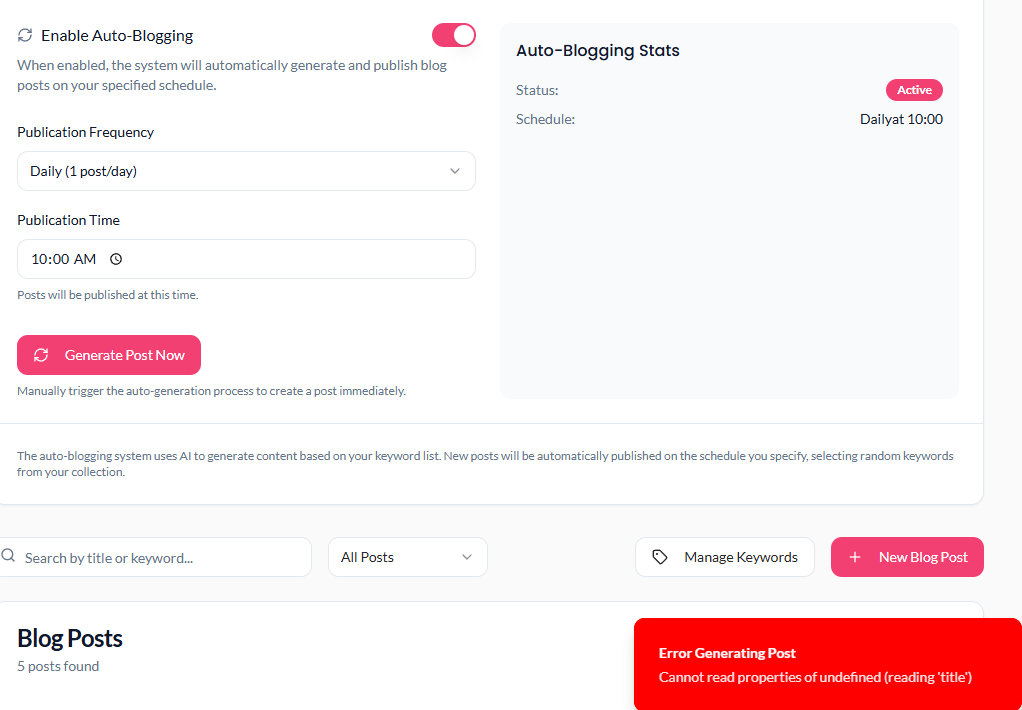 Enable Auto-Blogging
When enabled, the system will automatically generate and publish blog
posts on your specified schedule.
Publication Frequency
Daily (1 post/day)
Publication Time
10:00 AM
Posts will be published at this time.
Generate Post Now
Manually trigger the auto-generation process to create a post immediately.
Auto-Blogging Stats
Status:
Active
Schedule:
Dailyat 10:00
The auto-blogging system uses AI to generate content based on your keyword list. New posts will be automatically published on the schedule you specify, selecting random keywords
from your collection.
Search by title or keyword...
All Posts
Manage Keywords
New Blog Post
Blog Posts
5 posts found
Error Generating Post
Cannot read properties of undefined (reading 'title')